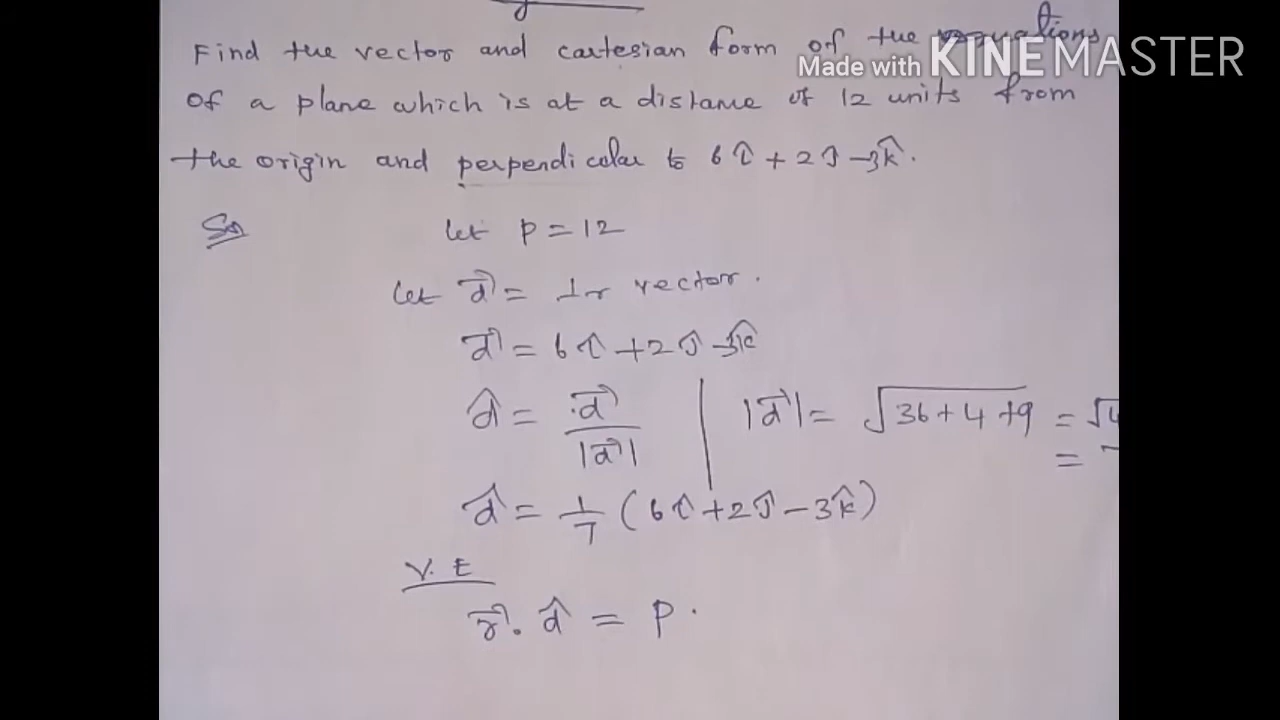 Find the vector and cartesian form of the equations
Made with KINEMASTER
of a plane which is at a distance of 12 units from
the origin and perpendicular to 6î + 2ĵ - 3k̂.
Sol
let p = 12
let d⃗ = ⊥r vector.
d⃗ = 6î + 2ĵ - 3k̂
d̂ = d⃗ / |d⃗| | |d⃗| = √36+4+9 = √4
=
d̂ = 1/7 (6î + 2ĵ - 3k̂)
V. E
r⃗ . d̂ = p.